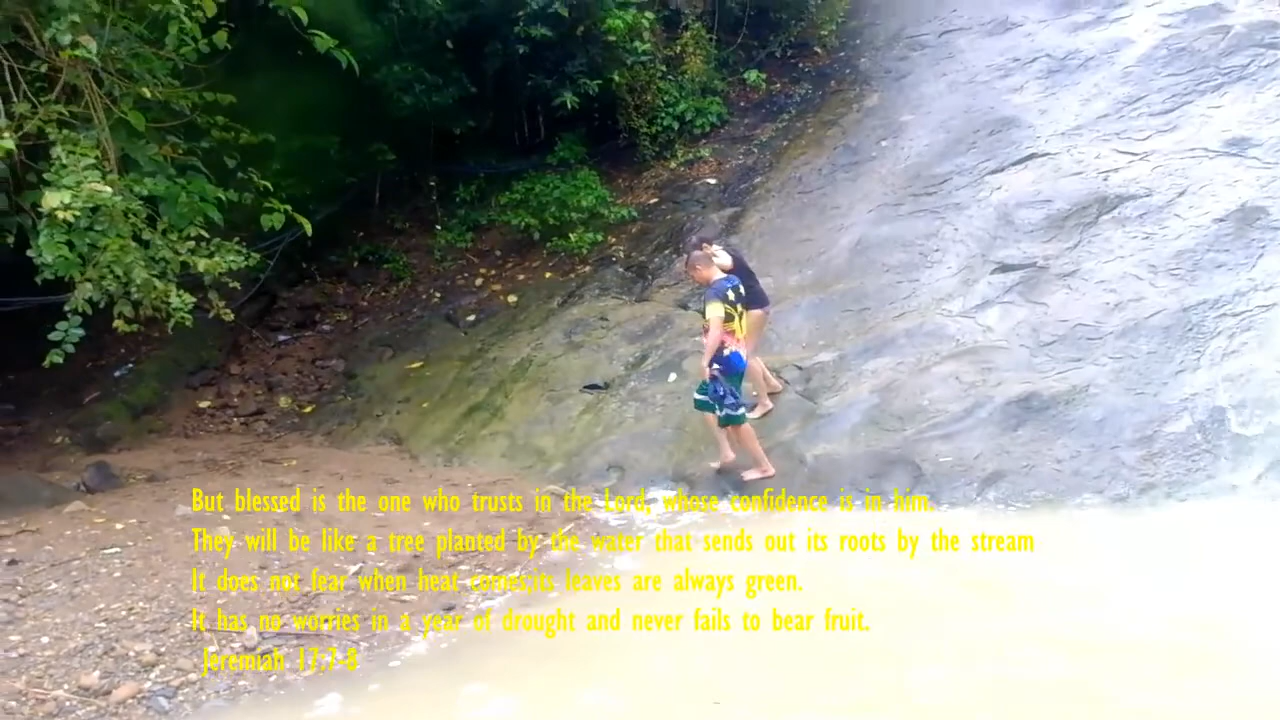 But blessed is the one who trusts in the Lord, whose confidence is in him.
They will be like a tree planted by the water that sends out its roots by the stream
It does not fear when heat comes;its leaves are always green.
It has no worries in a year of drought and never fails to bear fruit.
Jeremiah 17:7-8